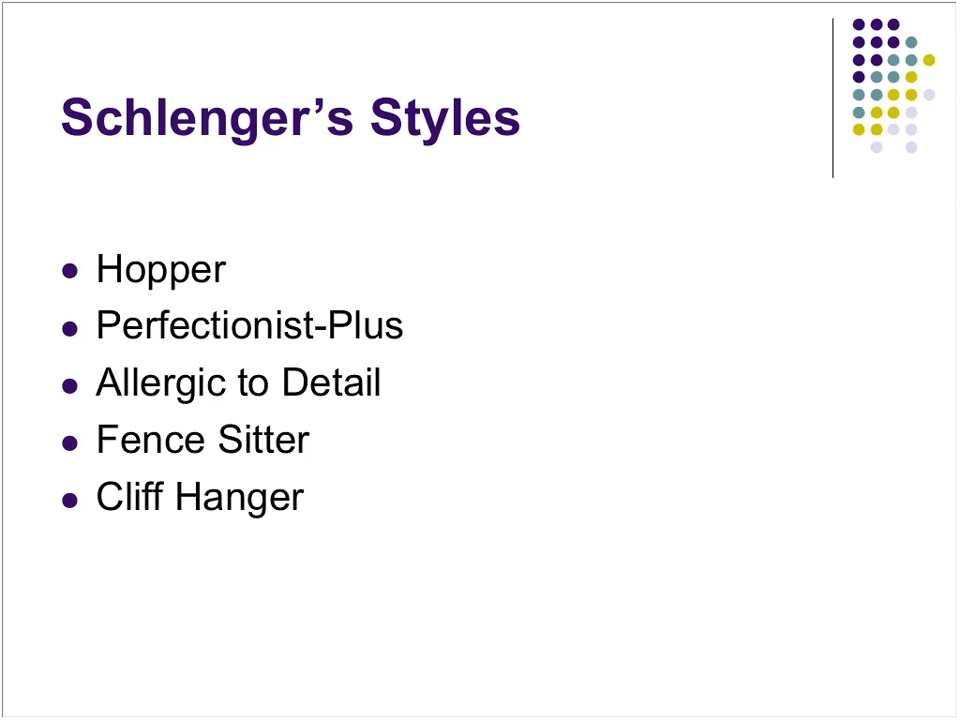 Schlenger’s Styles
Hopper
Perfectionist-Plus
Allergic to Detail
Fence Sitter
Cliff Hanger